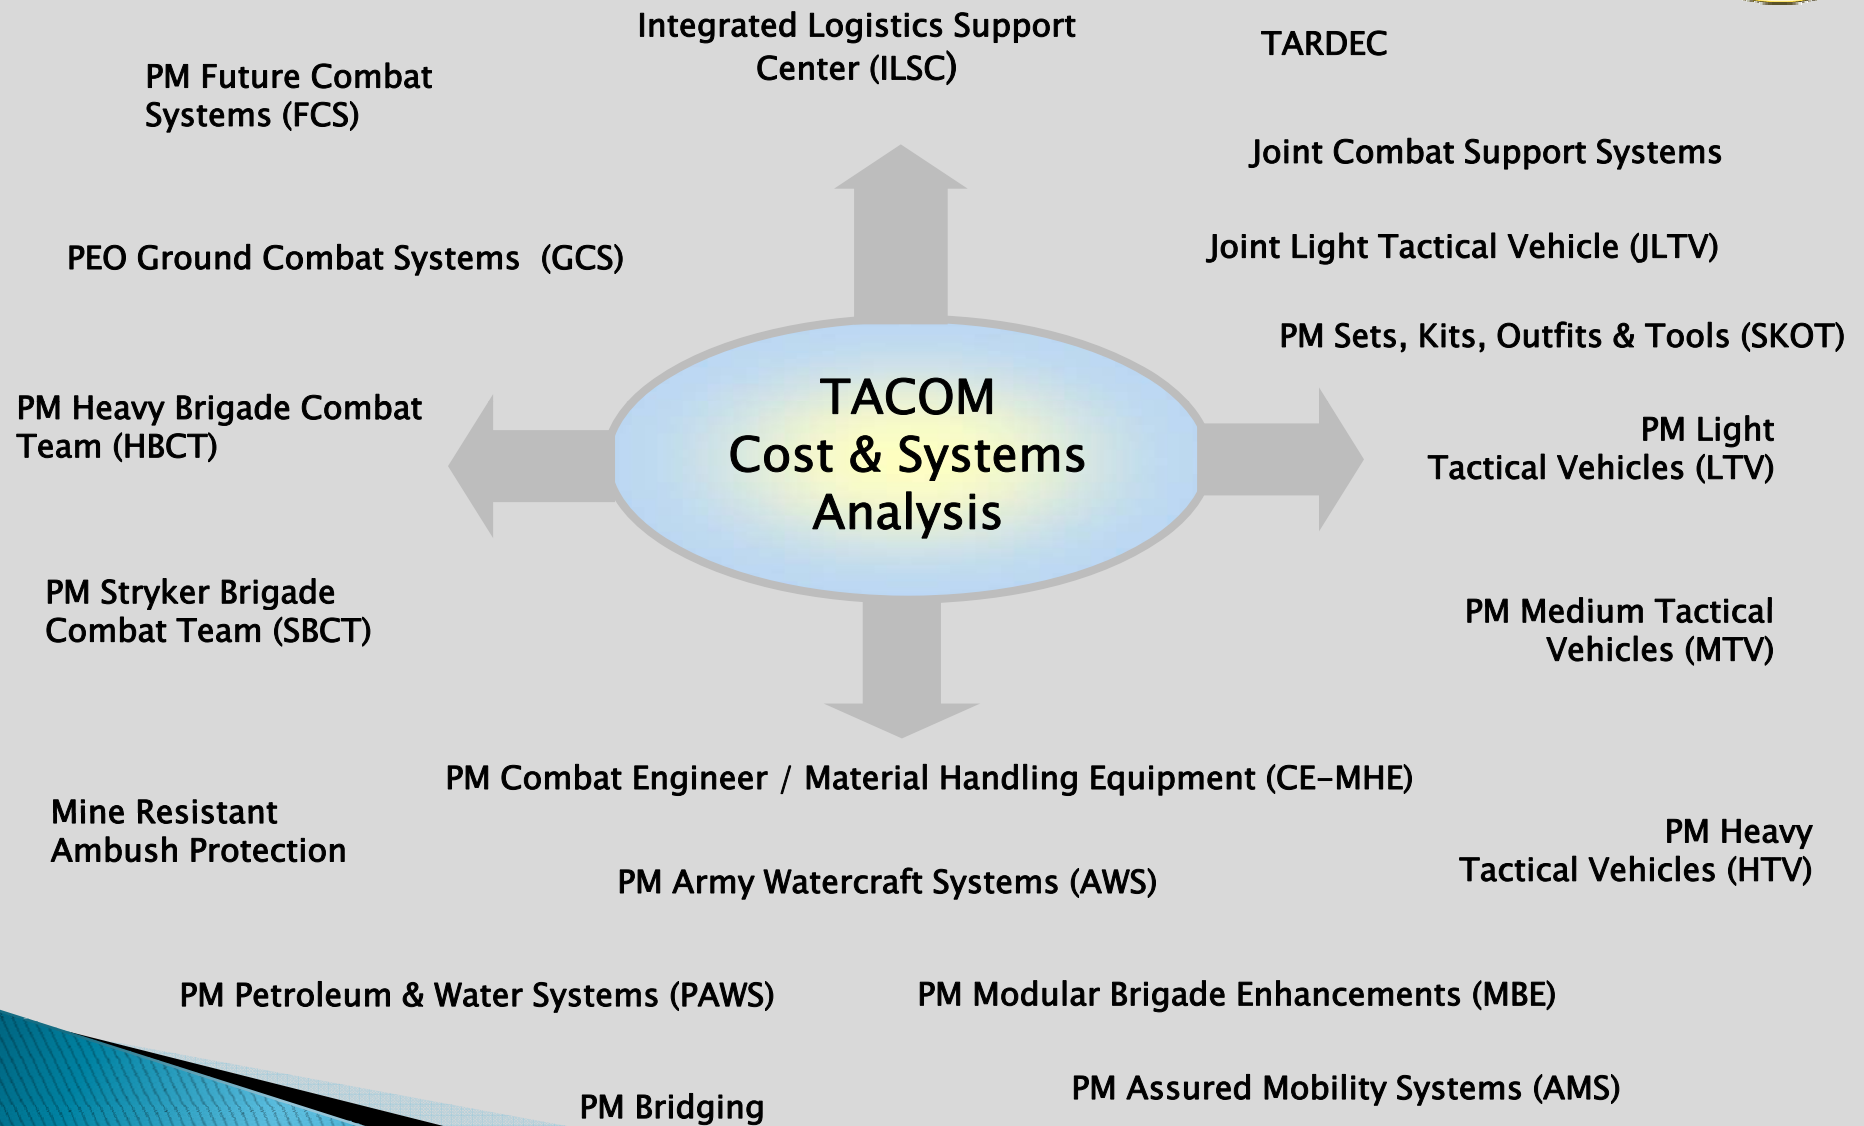 Integrated Logistics Support
Center (ILSC)
TARDEC
PM Future Combat
Systems (FCS)
Joint Combat Support Systems
PEO Ground Combat Systems  (GCS)
Joint Light Tactical Vehicle (JLTV)
PM Sets, Kits, Outfits & Tools (SKOT)
PM Heavy Brigade Combat
Team (HBCT)
TACOM
Cost & Systems
Analysis
PM Light
Tactical Vehicles (LTV)
PM Stryker Brigade
Combat Team (SBCT)
PM Medium Tactical
Vehicles (MTV)
PM Combat Engineer / Material Handling Equipment (CE-MHE)
Mine Resistant
Ambush Protection
PM Heavy
Tactical Vehicles (HTV)
PM Army Watercraft Systems (AWS)
PM Petroleum & Water Systems (PAWS)
PM Modular Brigade Enhancements (MBE)
PM Assured Mobility Systems (AMS)
PM Bridging